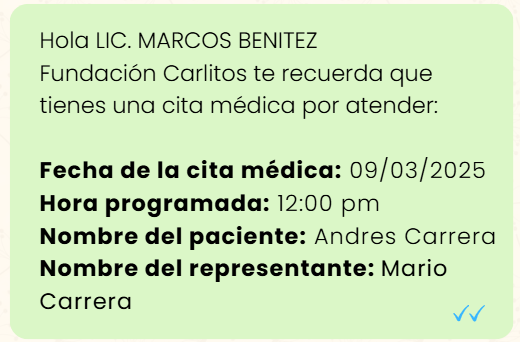 Hola LIC. MARCOS BENITEZ
Fundación Carlitos te recuerda que
tienes una cita médica por atender:
Fecha de la cita médica: 09/03/2025
Hora programada: 12:00 pm
Nombre del paciente: Andres Carrera
Nombre del representante: Mario
Carrera